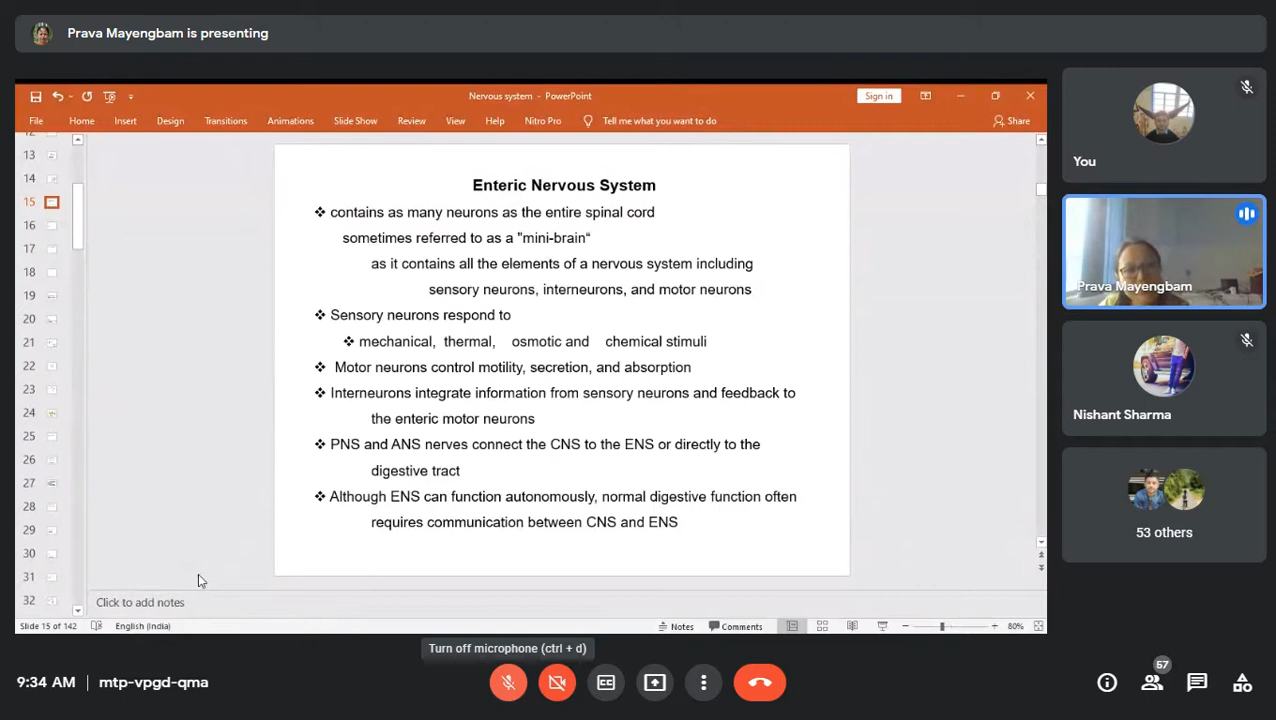 Prava Mayengbam is presenting
Nervous system - PowerPoint
Sign in
File Home Insert Design Transitions Animations Slide Show Review View Help Nitro Pro Tell me what you want to do Share
12
13
14
15
16
17
18
19
20
21
22
23
24
25
26
27
28
29
30
31
32
Enteric Nervous System
❖ contains as many neurons as the entire spinal cord
sometimes referred to as a "mini-brain“
as it contains all the elements of a nervous system including
sensory neurons, interneurons, and motor neurons
❖ Sensory neurons respond to
❖ mechanical, thermal, osmotic and chemical stimuli
❖ Motor neurons control motility, secretion, and absorption
❖ Interneurons integrate information from sensory neurons and feedback to
the enteric motor neurons
❖ PNS and ANS nerves connect the CNS to the ENS or directly to the
digestive tract
❖ Although ENS can function autonomously, normal digestive function often
requires communication between CNS and ENS
Click to add notes
Slide 15 of 142 English (India) Notes Comments 80%
You
Prava Mayengbam
Nishant Sharma
53 others
Turn off microphone (ctrl + d)
9:34 AM | mtp-vpgd-qma
CC
57